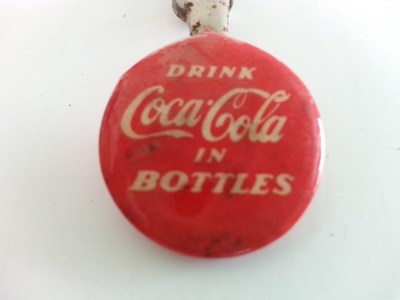 DRINK
Coca-Cola
IN
BOTTLES